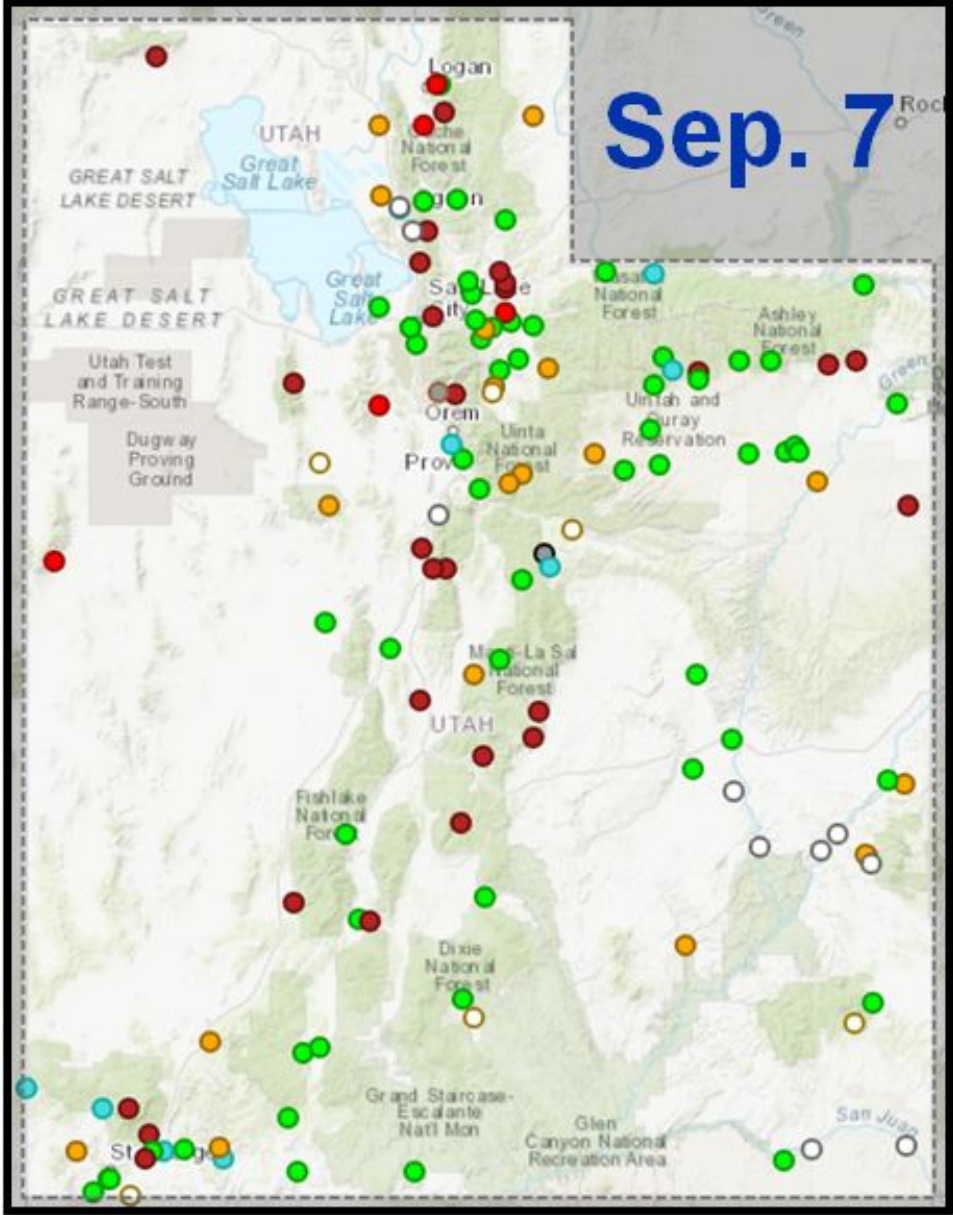 Green
Logan
Sep. 7
Roc
UTAH
National
Forest
Great
Salt Lake
GREAT SALT
LAKE DESERT
Great
Salt
Lake
National
Forest
GREAT SALT
LAKE DESERT
Ashley
National
Forest
Utah Test
and Training
Range-South
Green
Orem
Uintah and
Ouray
Reservation
Dugway
Proving
Ground
Uinta
National
Forest
Prov
Manti-La Sal
National
Forest
UTAH
Fishlake
National
Forest
Dixie
National
Forest
Grand Staircase-
Escalante
Nat'l Mon
Glen
Canyon National
Recreation Area
San Juan